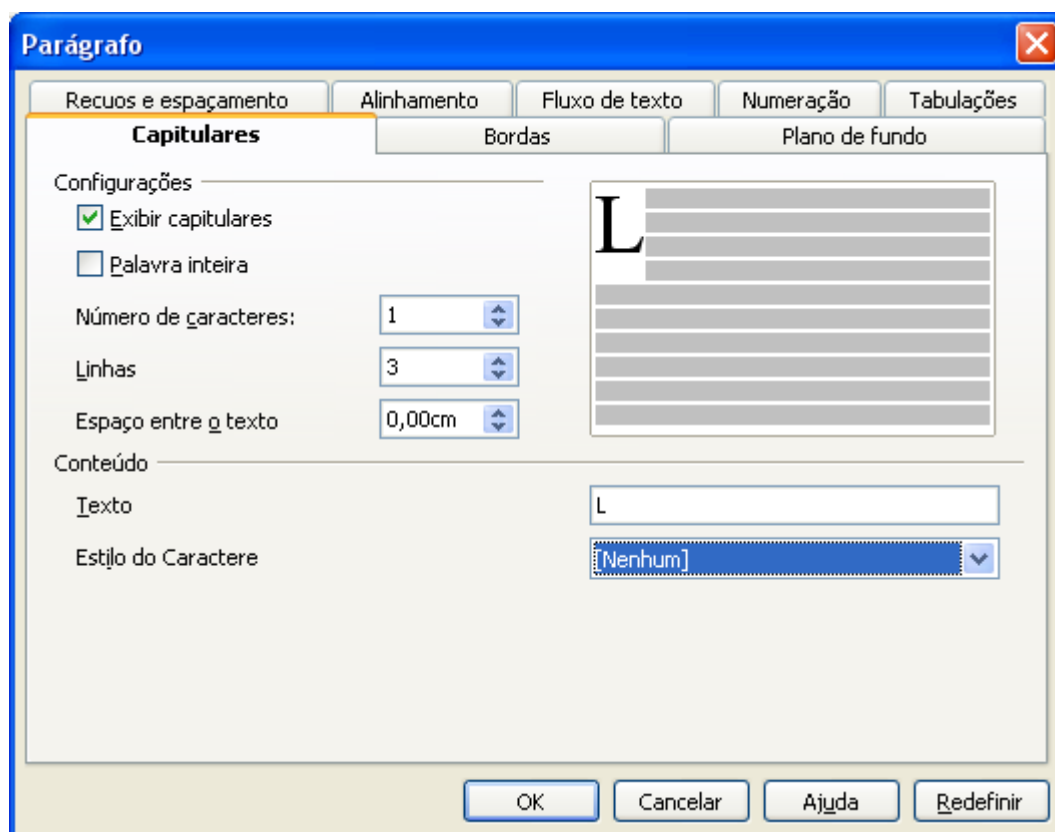 Parágrafo
Recuos e espaçamento Alinhamento Fluxo de texto Numeração Tabulações
Capitulares Bordas Plano de fundo
Configurações
Exibir capitulares
Palavra inteira
Número de caracteres: 1
Linhas 3
Espaço entre o texto 0,00cm
L
Conteúdo
Texto L
Estilo do Caractere [Nenhum]
OK Cancelar Ajuda Redefinir